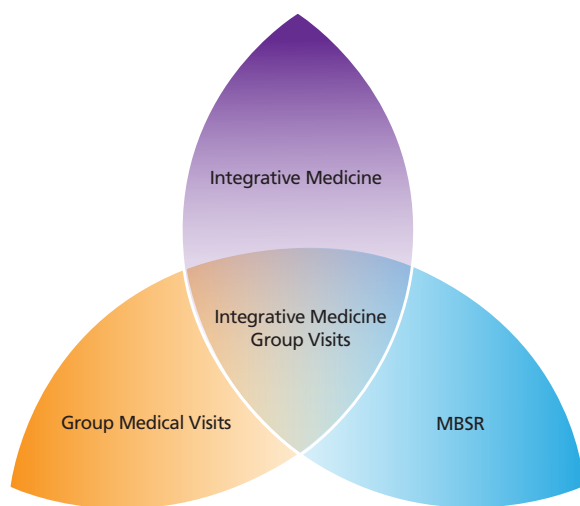 Integrative Medicine
Integrative Medicine
Group Visits
Group Medical Visits
MBSR